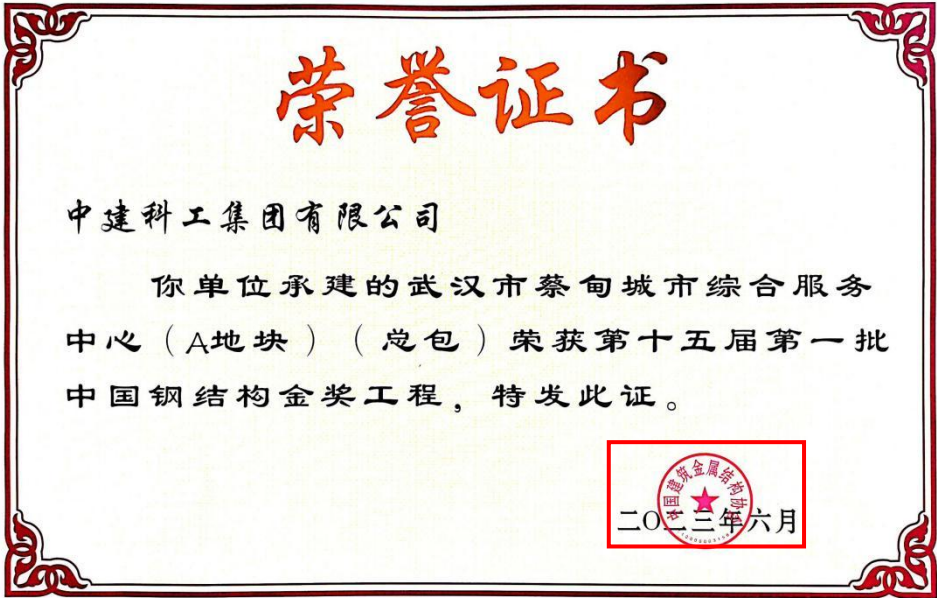 荣誉证书
中建科工集团有限公司
你单位承建的武汉市蔡甸城市综合服务
中心（A地块）（总包）荣获第十五届第一批
中国钢结构金奖工程，特发此证。
中国建筑金属结构协会
二〇二三年六月